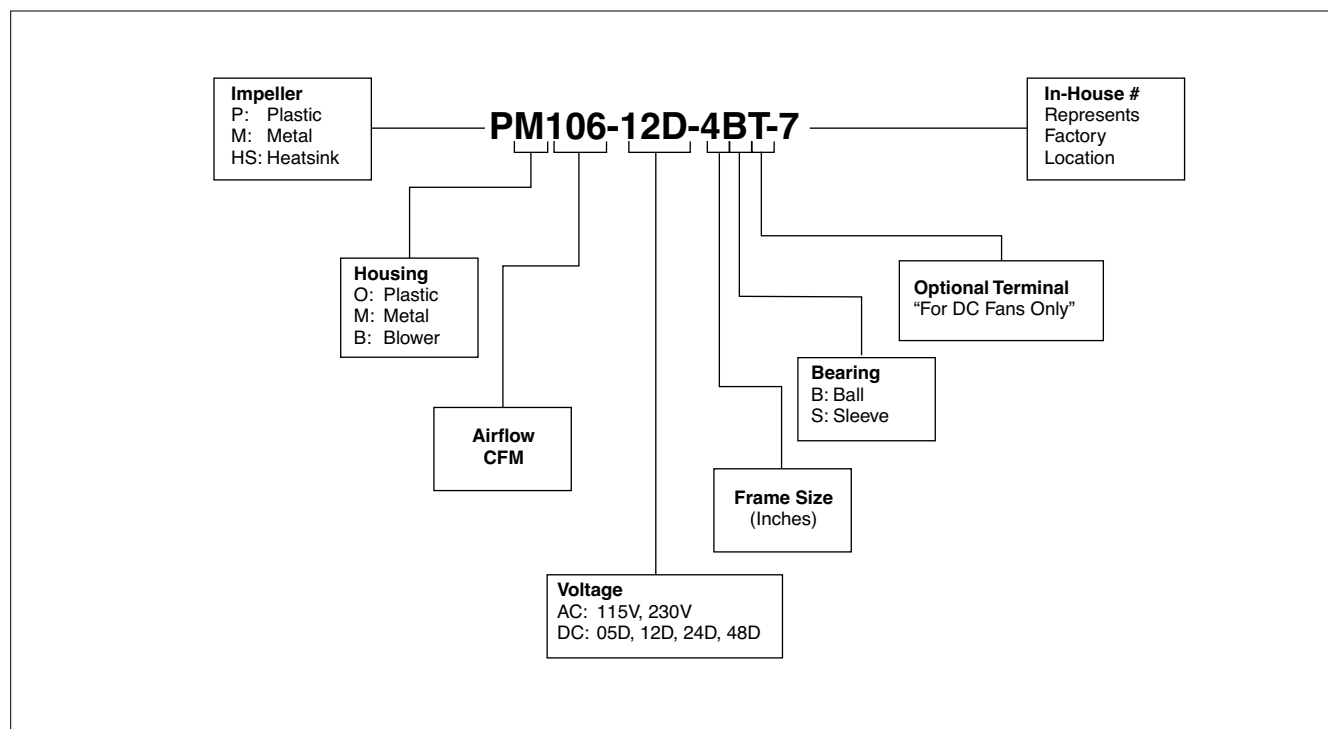 Impeller
P: Plastic
M: Metal
HS: Heatsink
PM106-12D-4BT-7
In-House #
Represents
Factory
Location
Housing
O: Plastic
M: Metal
B: Blower
Optional Terminal
“For DC Fans Only”
Bearing
B: Ball
S: Sleeve
Airflow
CFM
Frame Size
(Inches)
Voltage
AC: 115V, 230V
DC: 05D, 12D, 24D, 48D